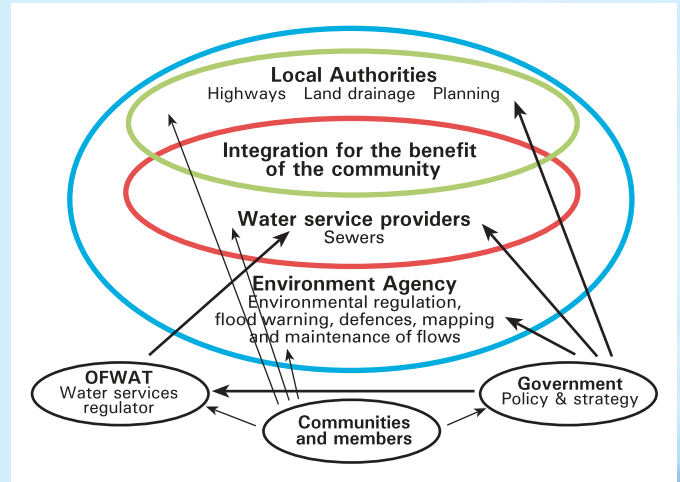 Local Authorities
Highways Land drainage Planning
Integration for the benefit
of the community
Water service providers
Sewers
Environment Agency
Environmental regulation,
flood warning, defences, mapping
and maintenance of flows
OFWAT
Water services
regulator
Government
Policy & strategy
Communities
and members